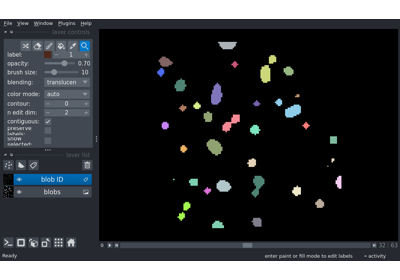 File View Window Plugins Help
layer controls
label: 1
opacity: 0.70
brush size: 10
blending: translucen
color mode: auto
contour: 0
n edit dim: 2
contiguous:
preserve labels:
show selected:
layer list
blob ID
blobs
32 63
Ready
enter paint or fill mode to edit labels
activity